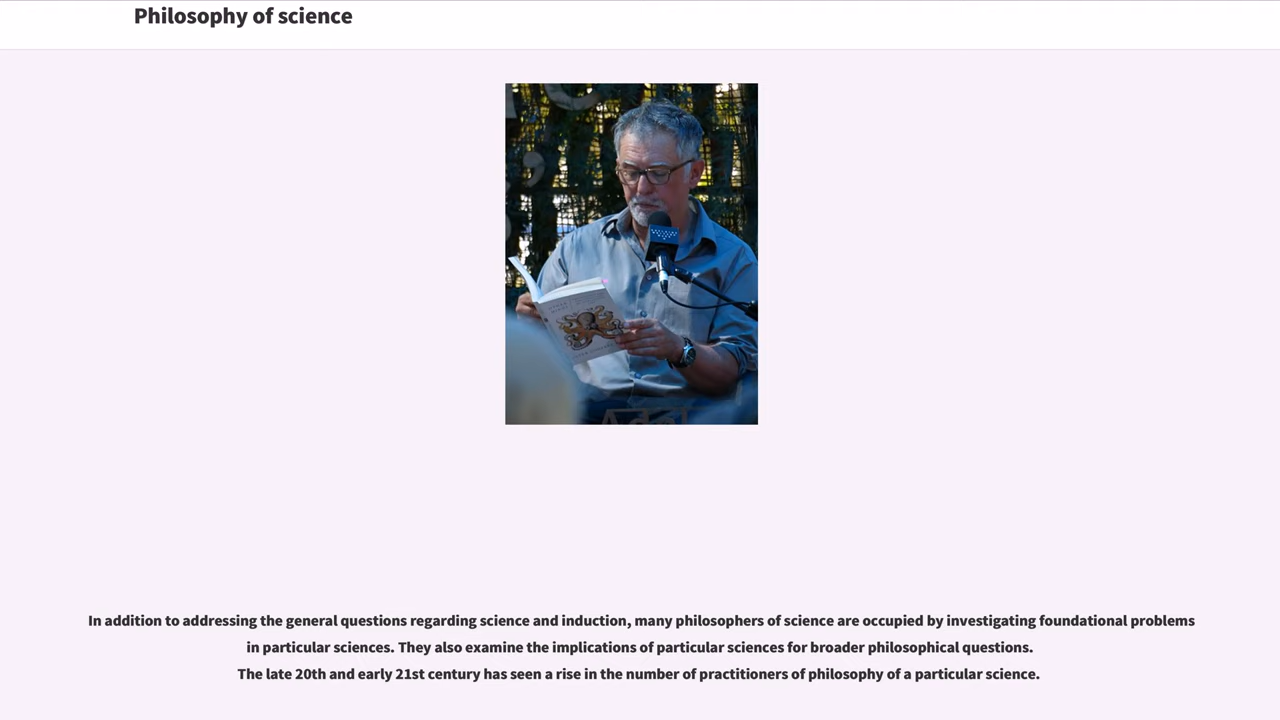 Philosophy of science
In addition to addressing the general questions regarding science and induction, many philosophers of science are occupied by investigating foundational problems
in particular sciences. They also examine the implications of particular sciences for broader philosophical questions.
The late 20th and early 21st century has seen a rise in the number of practitioners of philosophy of a particular science.